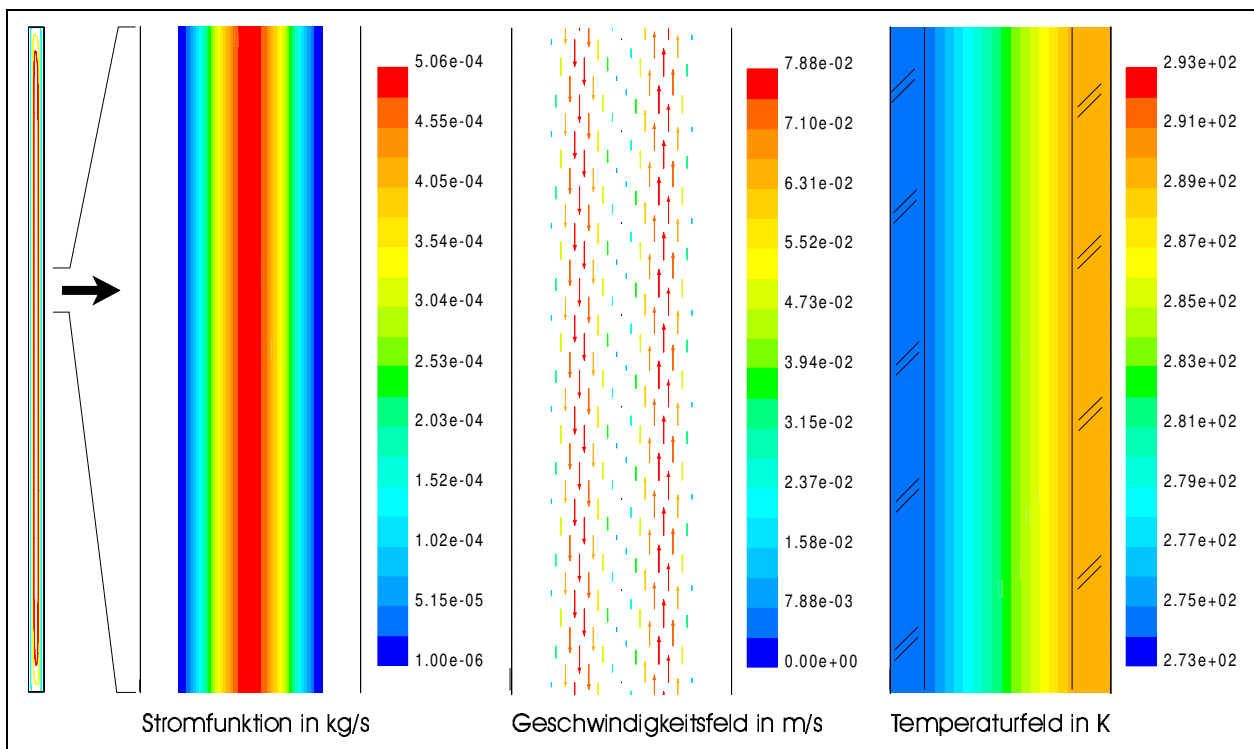 5.06e-04
4.55e-04
4.05e-04
3.54e-04
3.04e-04
2.53e-04
2.03e-04
1.52e-04
1.02e-04
5.15e-05
1.00e-06
Stromfunktion in kg/s
7.88e-02
7.10e-02
6.31e-02
5.52e-02
4.73e-02
3.94e-02
3.15e-02
2.37e-02
1.58e-02
7.88e-03
0.00e+00
Geschwindigkeitsfeld in m/s
2.93e+02
2.91e+02
2.89e+02
2.87e+02
2.85e+02
2.83e+02
2.81e+02
2.79e+02
2.77e+02
2.75e+02
2.73e+02
Temperaturfeld in K